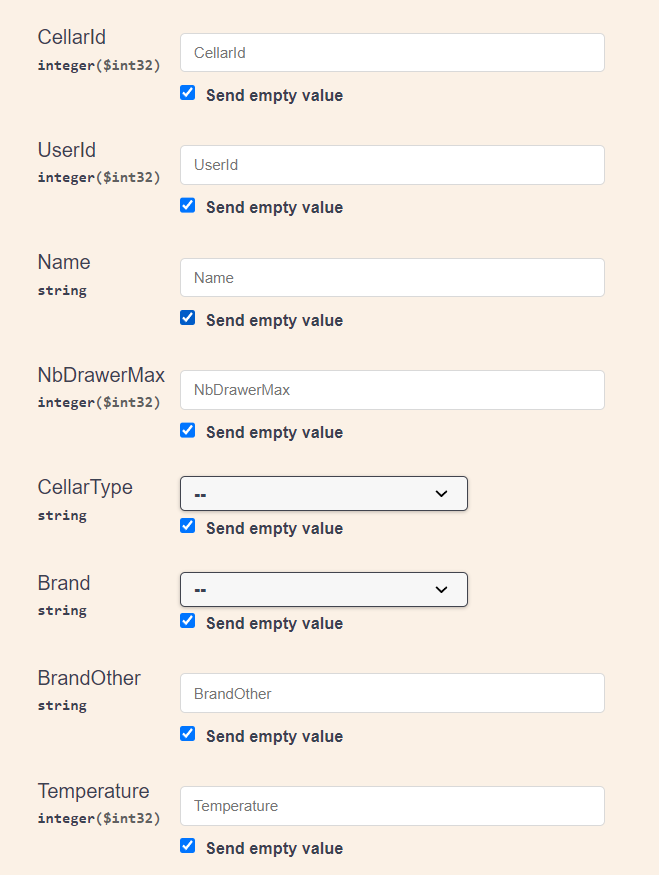 CellarId
integer($int32)
CellarId
Send empty value
UserId
integer($int32)
UserId
Send empty value
Name
string
Name
Send empty value
NbDrawerMax
integer($int32)
NbDrawerMax
Send empty value
CellarType
string
--
Send empty value
Brand
string
--
Send empty value
BrandOther
string
BrandOther
Send empty value
Temperature
integer($int32)
Temperature
Send empty value